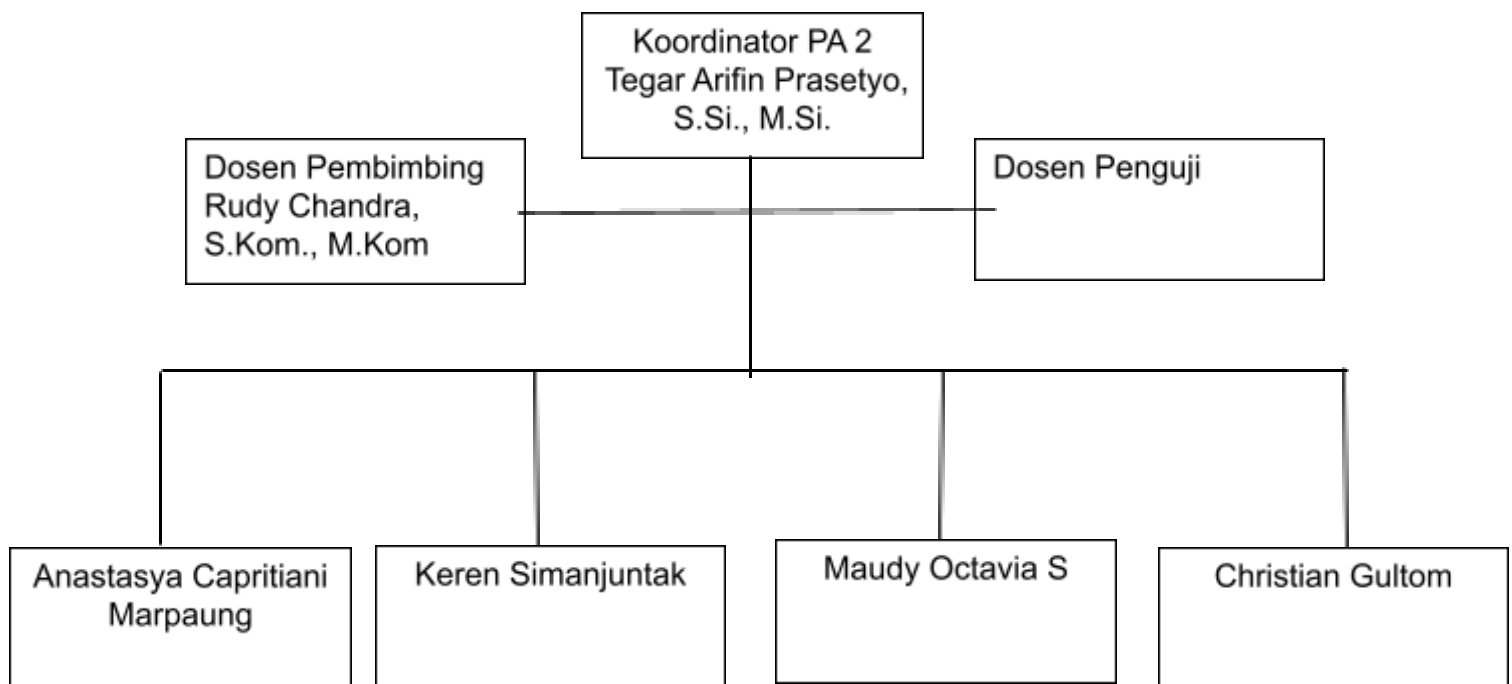 Koordinator PA 2
Tegar Arifin Prasetyo,
S.Si., M.Si.
Dosen Pembimbing
Rudy Chandra,
S.Kom., M.Kom
Dosen Penguji
Anastasya Capritiani
Marpaung
Keren Simanjuntak
Maudy Octavia S
Christian Gultom